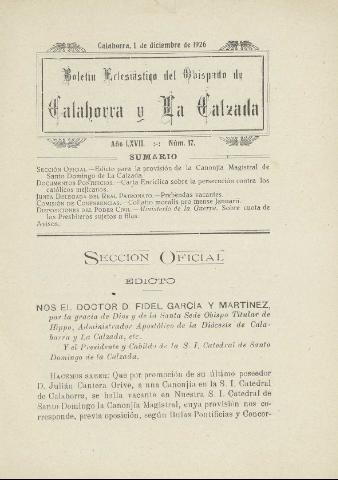 Calahorra, 1 de diciembre de 1926
Boletín Eclesiástico del Obispado de
Calahorra y La Calzada
Año LXVII. :-: Núm. 17.
SUMARIO
SECCIÓN OFICIAL.—Edicto para la provisión de la Canonjía Magistral de
Santo Domingo de La Calzada.
DOCUMENTOS PONTIFICIOS.—Carta Encíclica sobre la persecución contra los
católicos mejicanos.
JUNTA DELEGADA DEL REAL PATRONATO.—Prebendas vacantes.
COMISIÓN DE CONFERENCIAS.—Collatio moralis pro mense Januarii.
DISPOSICIONES DEL PODER CIVIL.—Ministerio de la Guerra. Sobre cuota de
los Presbíteros sujetos a filas.
Avisos.
SECCIÓN OFICIAL
EDICTO
NOS EL DOCTOR D. FIDEL GARCÍA Y MARTÍNEZ,
por la gracia de Dios y de la Santa Sede Obispo Titular de
Hippo, Administrador Apostólico de la Diócesis de Cala-
horra y La Calzada, etc.
Y el Presidente y Cabildo de la S. I. Catedral de Santo
Domingo de la Calzada.
HACEMOS SABER: Que por promoción de su último poseedor
D. Julián Cantera Orive, a una Canonjía en la S. I. Catedral
de Calahorra, se halla vacante en Nuestra S. I. Catedral de
Santo Domingo la Canonjía Magistral, cuya provisión nos co-
rresponde, previa oposición, según Bulas Pontificias y Concor-